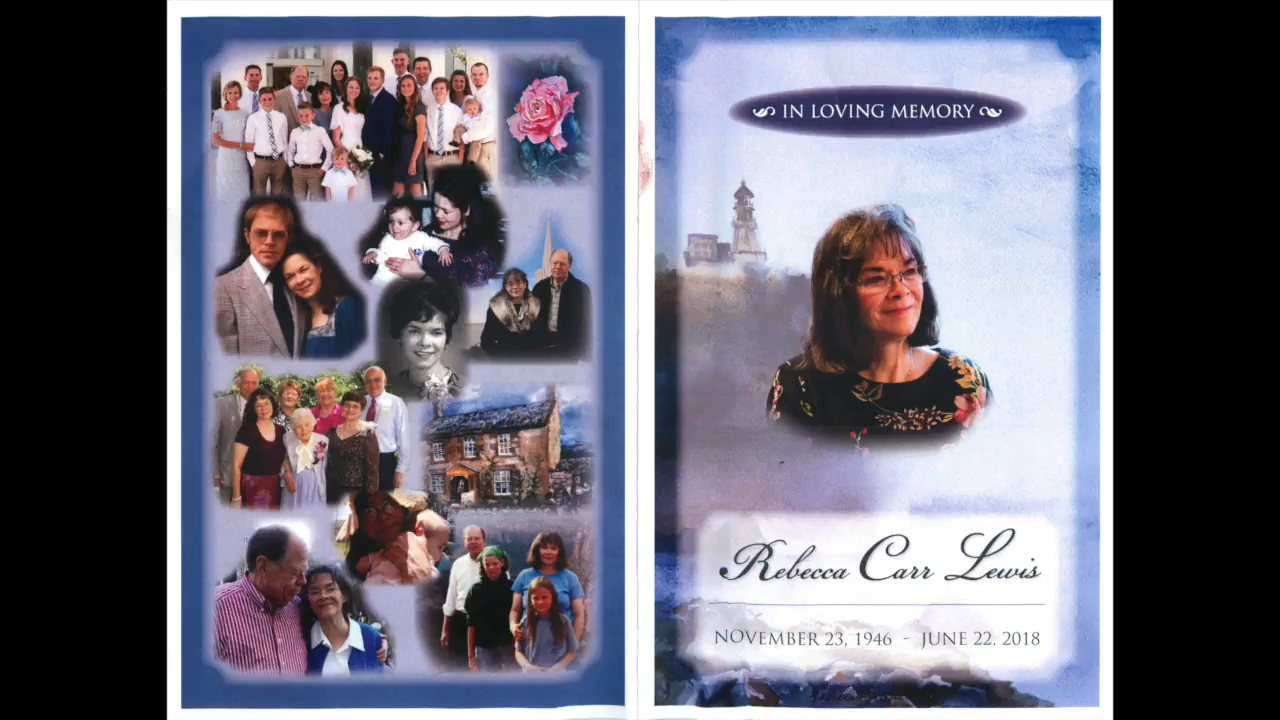 IN LOVING MEMORY
Rebecca Carr Lewis
NOVEMBER 23, 1946 - JUNE 22, 2018